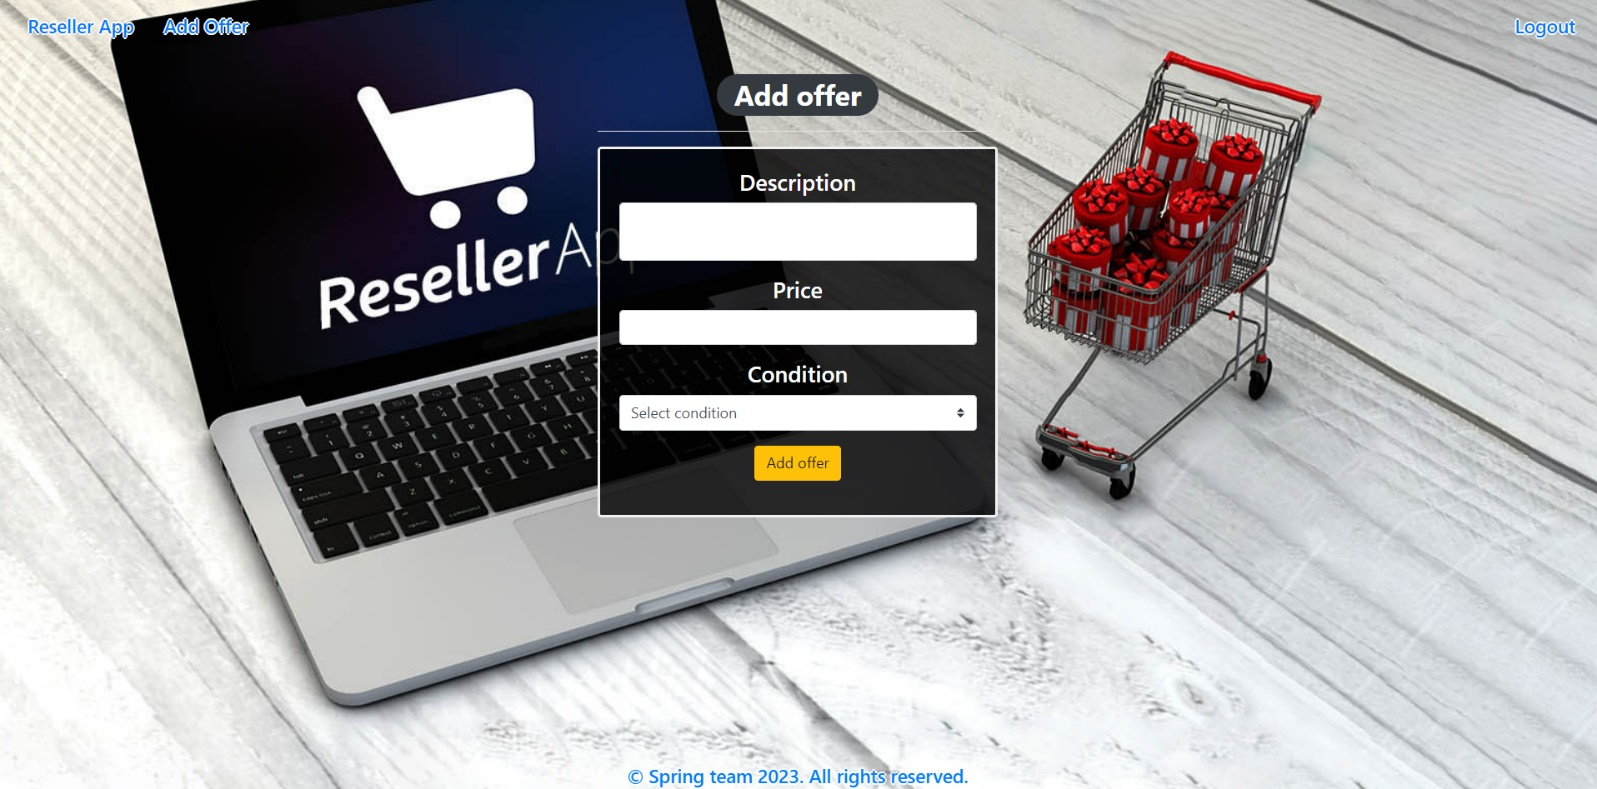 Reseller App
Add Offer
Logout
Add offer
Description
ResellerAp
Price
Condition
Select condition
Add offer
© Spring team 2023. All rights reserved.